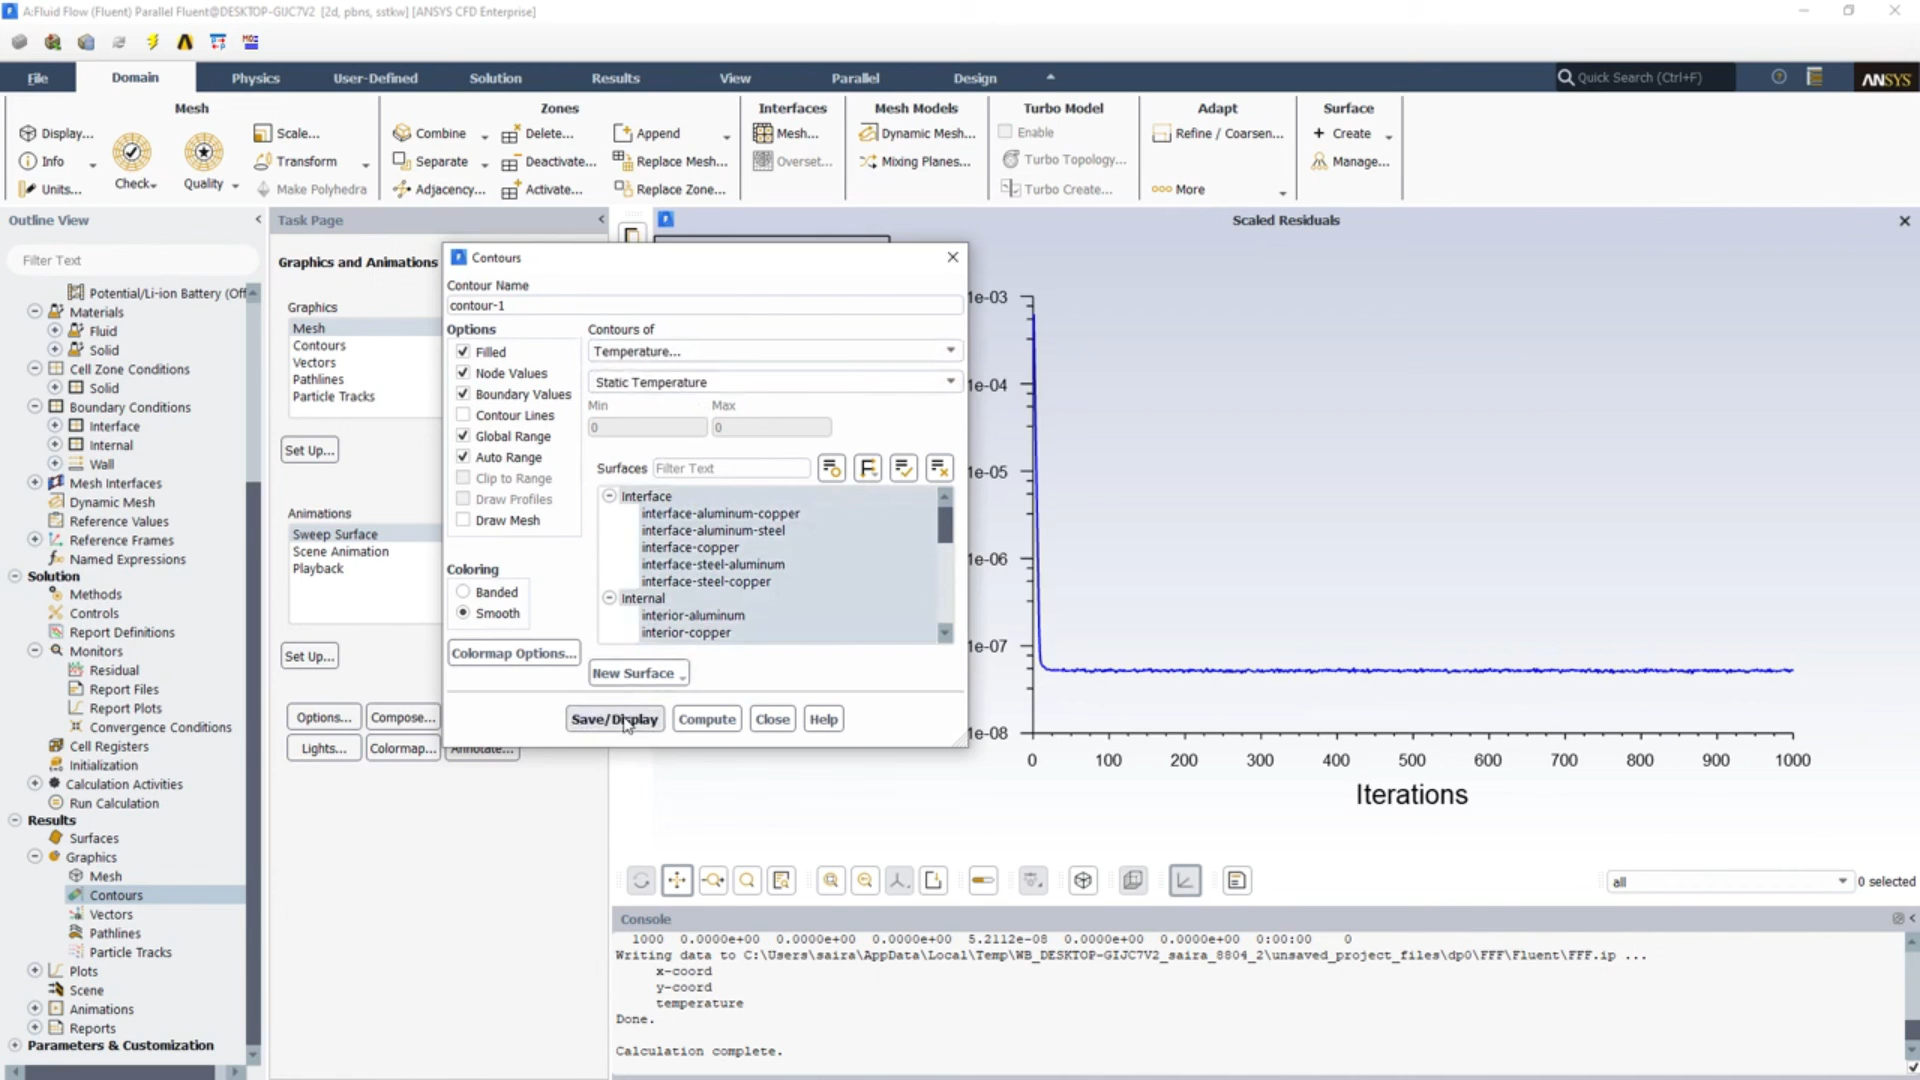 A:Fluid Flow (Fluent) Parallel Fluent@DESKTOP-GIJC7V2 [2d, pbns, sstkw] [ANSYS CFD Enterprise]
File
Domain
Physics
User-Defined
Solution
Results
View
Parallel
Design
Quick Search (Ctrl+F)
ANSYS
Mesh
Zones
Interfaces
Mesh Models
Turbo Model
Adapt
Surface
Display...
Info
Units...
Check
Quality
Scale...
Transform
Make Polyhedra
Combine
Separate
Adjacency...
Delete...
Deactivate...
Activate...
Append
Replace Mesh...
Replace Zone...
Mesh...
Overset...
Dynamic Mesh...
Mixing Planes...
Enable
Turbo Topology...
Turbo Create...
Refine / Coarsen...
More
Create
Manage...
Outline View
Filter Text
Potential/Li-ion Battery (Off
Materials
Fluid
Solid
Cell Zone Conditions
Solid
Boundary Conditions
Interface
Internal
Wall
Mesh Interfaces
Dynamic Mesh
Reference Values
Reference Frames
Named Expressions
Solution
Methods
Controls
Report Definitions
Monitors
Residual
Report Files
Report Plots
Convergence Conditions
Cell Registers
Initialization
Calculation Activities
Run Calculation
Results
Surfaces
Graphics
Mesh
Contours
Vectors
Pathlines
Particle Tracks
Plots
Scene
Animations
Reports
Parameters & Customization
Task Page
Graphics and Animations
Graphics
Mesh
Contours
Vectors
Pathlines
Particle Tracks
Set Up...
Animations
Sweep Surface
Scene Animation
Playback
Set Up...
Options...
Compose...
Lights...
Colormap...
Annotate...
Contours
Contour Name
contour-1
Options
Filled
Node Values
Boundary Values
Contour Lines
Global Range
Auto Range
Clip to Range
Draw Profiles
Draw Mesh
Coloring
Banded
Smooth
Colormap Options...
Contours of
Temperature...
Static Temperature
Min
Max
0
0
Surfaces
Filter Text
Interface
interface-aluminum-copper
interface-aluminum-steel
interface-copper
interface-steel-aluminum
interface-steel-copper
Internal
interior-aluminum
interior-copper
New Surface
Save/Display
Compute
Close
Help
Scaled Residuals
1e-03
1e-04
1e-05
1e-06
1e-07
1e-08
0 100 200 300 400 500 600 700 800 900 1000
Iterations
all
0 selected
Console
1000 0.0000e+00 0.0000e+00 0.0000e+00 5.2112e-08 0.0000e+00 0.0000e+00 0:00:00 0
Writing data to C:\Users\saira\AppData\Local\Temp\WB_DESKTOP-GIJC7V2_saira_8804_2\unsaved_project_files\dp0\FFF\Fluent\FFF.ip ...
x-coord
y-coord
temperature
Done.
Calculation complete.